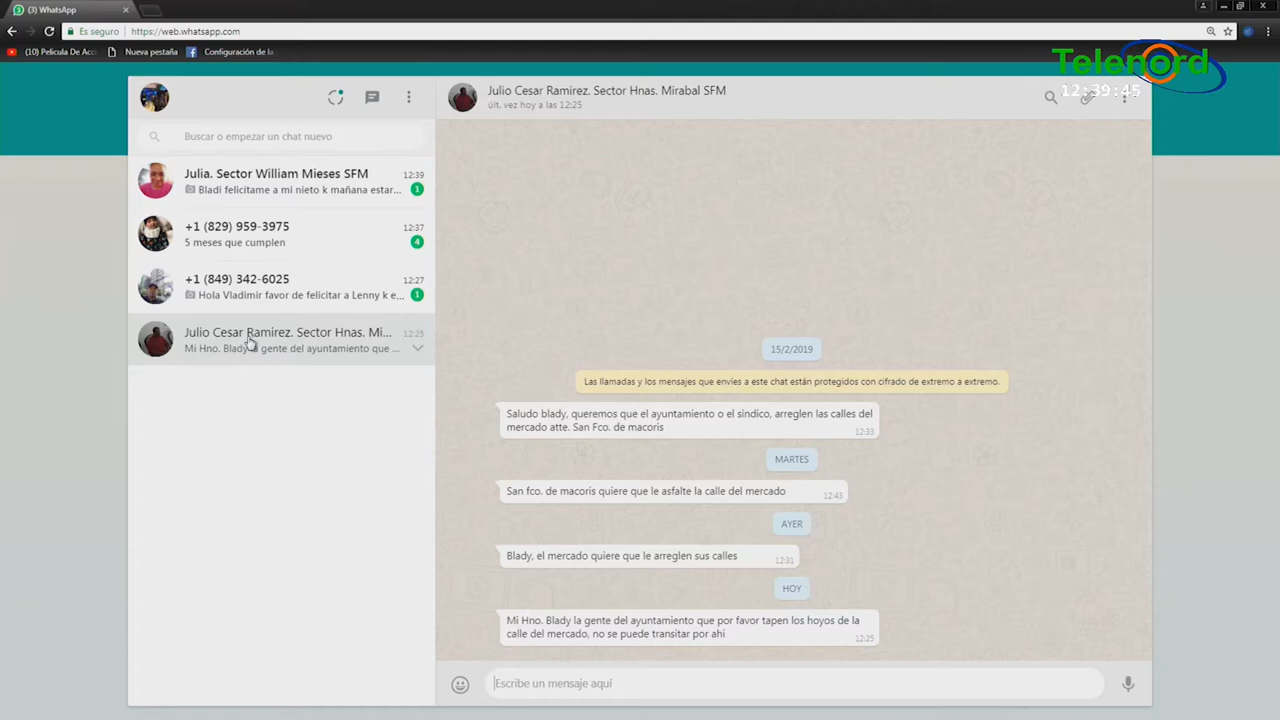 (3) WhatsApp
Es seguro
https://web.whatsapp.com
(10) Pelicula De Acc
Nueva pestaña
Configuración de la
Telenord
12:39:45
Julio Cesar Ramirez. Sector Hnas. Mirabal SFM
últ. vez hoy a las 12:25
Buscar o empezar un chat nuevo
Julia. Sector William Mieses SFM
12:39
Bladi felicítame a mi nieto k mañana estar...
1
+1 (829) 959-3975
12:37
5 meses que cumplen
4
+1 (849) 342-6025
12:27
Hola Vladimir favor de felicitar a Lenny k e...
1
Julio Cesar Ramirez. Sector Hnas. Mi...
12:25
Mi Hno. Blady la gente del ayuntamiento que ...
15/2/2019
Las llamadas y los mensajes que envíes a este chat están protegidos con cifrado de extremo a extremo.
Saludo blady, queremos que el ayuntamiento o el sindico, arreglen las calles del
mercado atte. San Fco. de macoris
12:33
MARTES
San fco. de macoris quiere que le asfalte la calle del mercado
12:43
AYER
Blady, el mercado quiere que le arreglen sus calles
12:31
HOY
Mi Hno. Blady la gente del ayuntamiento que por favor tapen los hoyos de la
calle del mercado, no se puede transitar por ahi
12:25
Escribe un mensaje aquí